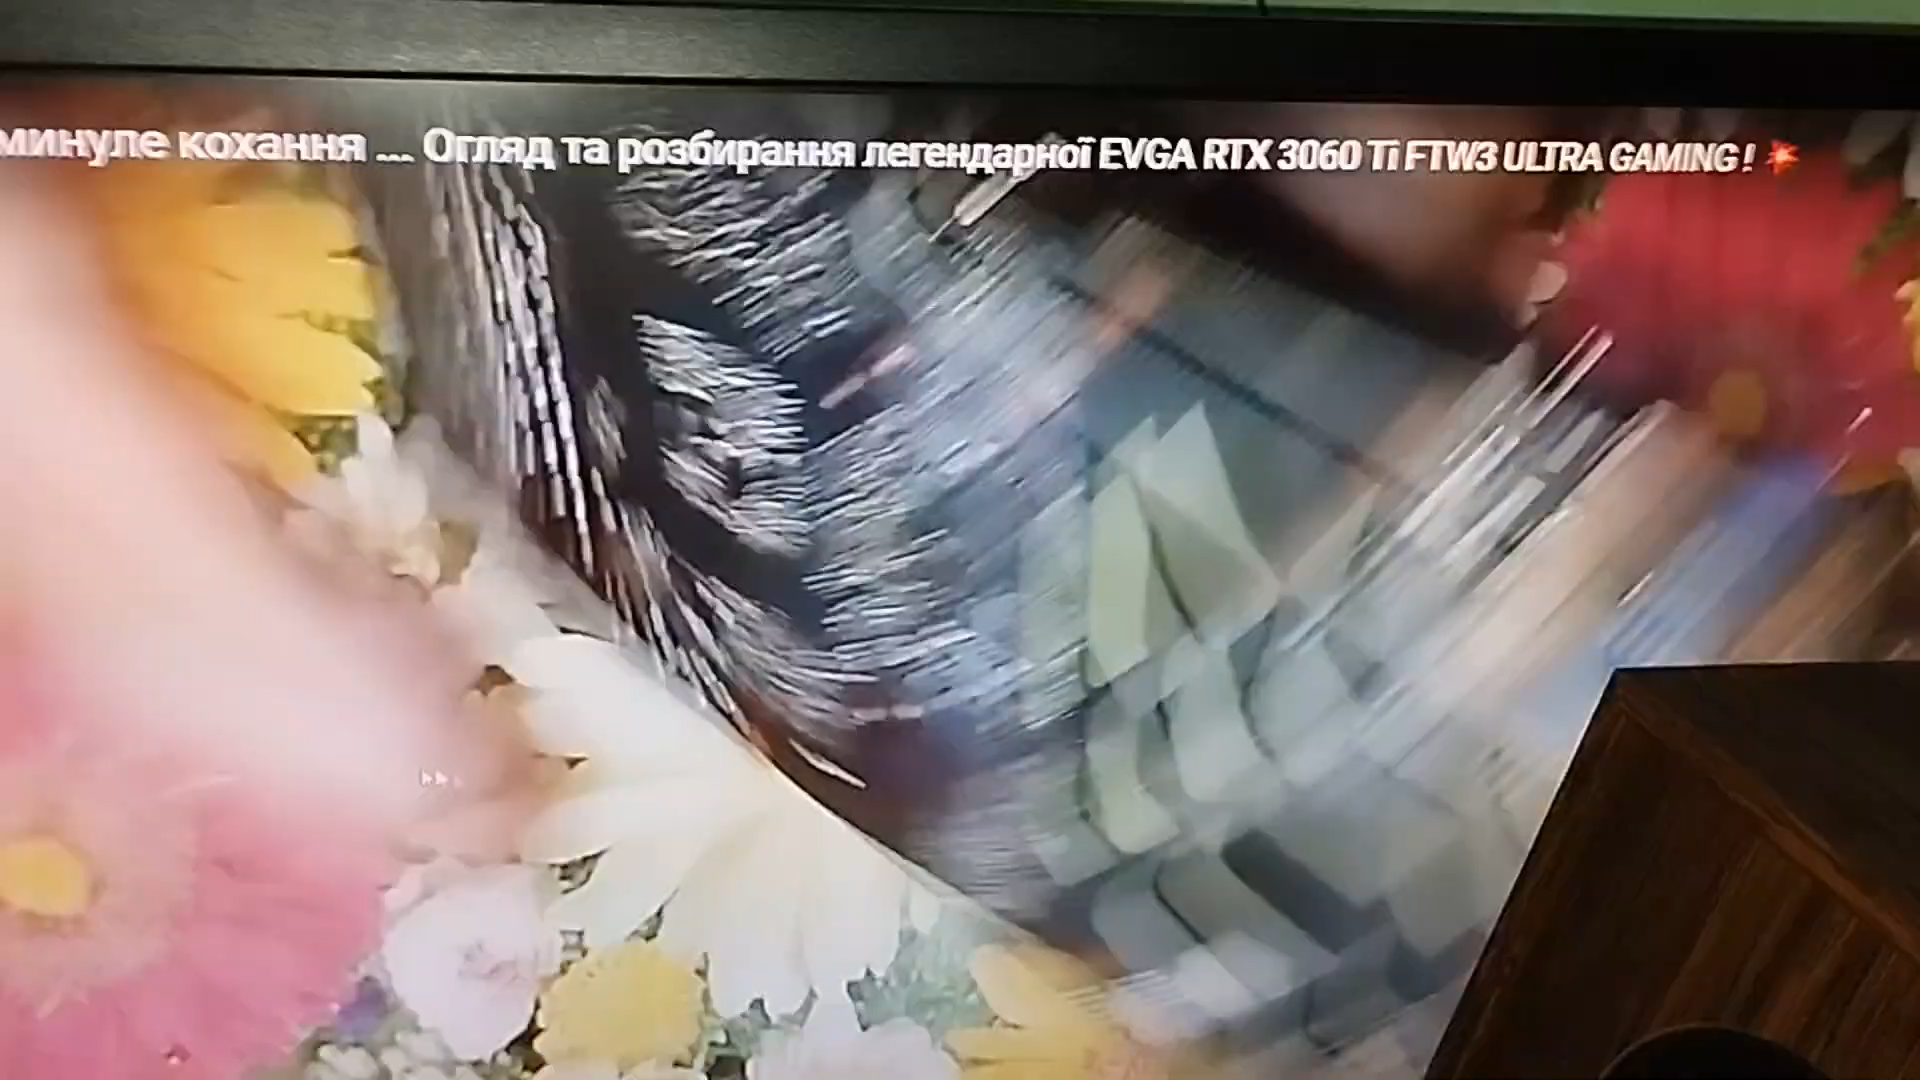 минуле кохання ... Огляд та розбирання легендарної EVGA RTX 3060 Ti FTW3 ULTRA GAMING!